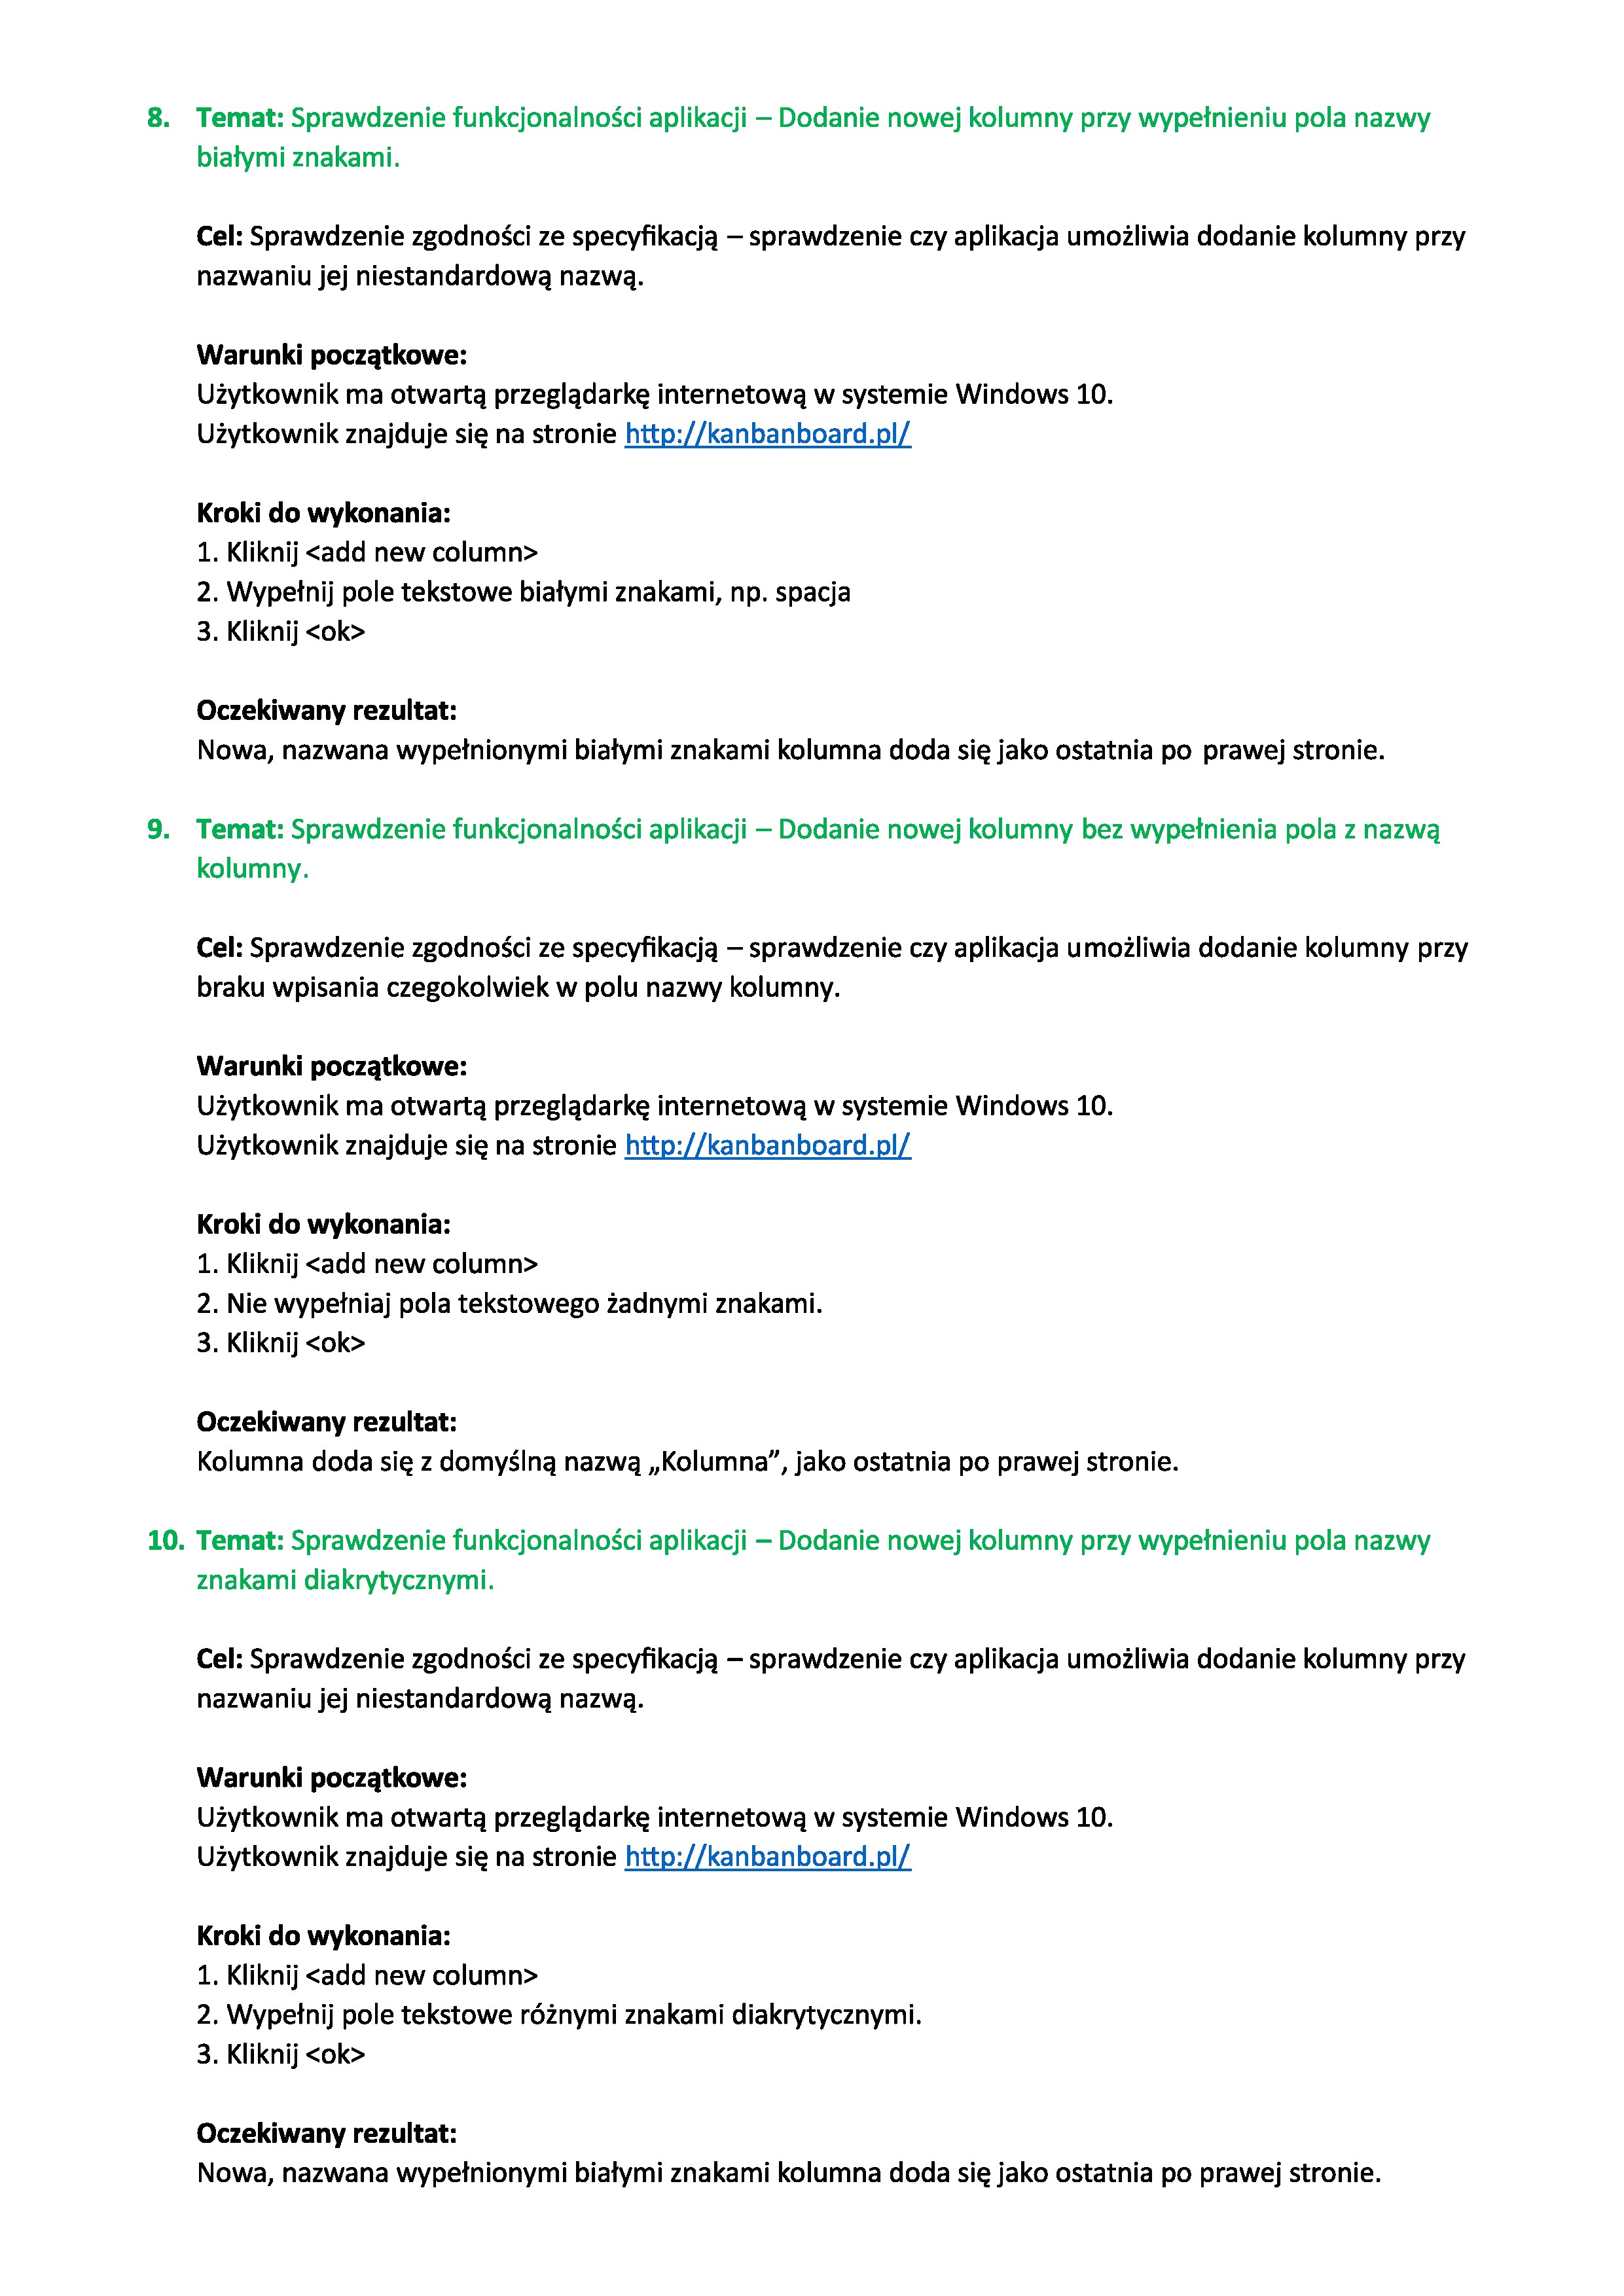 8. Temat: Sprawdzenie funkcjonalności aplikacji – Dodanie nowej kolumny przy wypełnieniu pola nazwy
białymi znakami.
Cel: Sprawdzenie zgodności ze specyfikacją – sprawdzenie czy aplikacja umożliwia dodanie kolumny przy
nazwaniu jej niestandardową nazwą.
Warunki początkowe:
Użytkownik ma otwartą przeglądarkę internetową w systemie Windows 10.
Użytkownik znajduje się na stronie http://kanbanboard.pl/
Kroki do wykonania:
1. Kliknij <add new column>
2. Wypełnij pole tekstowe białymi znakami, np. spacja
3. Kliknij <ok>
Oczekiwany rezultat:
Nowa, nazwana wypełnionymi białymi znakami kolumna doda się jako ostatnia po prawej stronie.
9. Temat: Sprawdzenie funkcjonalności aplikacji – Dodanie nowej kolumny bez wypełnienia pola z nazwą
kolumny.
Cel: Sprawdzenie zgodności ze specyfikacją – sprawdzenie czy aplikacja umożliwia dodanie kolumny przy
braku wpisania czegokolwiek w polu nazwy kolumny.
Warunki początkowe:
Użytkownik ma otwartą przeglądarkę internetową w systemie Windows 10.
Użytkownik znajduje się na stronie http://kanbanboard.pl/
Kroki do wykonania:
1. Kliknij <add new column>
2. Nie wypełniaj pola tekstowego żadnymi znakami.
3. Kliknij <ok>
Oczekiwany rezultat:
Kolumna doda się z domyślną nazwą „Kolumna”, jako ostatnia po prawej stronie.
10. Temat: Sprawdzenie funkcjonalności aplikacji – Dodanie nowej kolumny przy wypełnieniu pola nazwy
znakami diakrytycznymi.
Cel: Sprawdzenie zgodności ze specyfikacją – sprawdzenie czy aplikacja umożliwia dodanie kolumny przy
nazwaniu jej niestandardową nazwą.
Warunki początkowe:
Użytkownik ma otwartą przeglądarkę internetową w systemie Windows 10.
Użytkownik znajduje się na stronie http://kanbanboard.pl/
Kroki do wykonania:
1. Kliknij <add new column>
2. Wypełnij pole tekstowe różnymi znakami diakrytycznymi.
3. Kliknij <ok>
Oczekiwany rezultat:
Nowa, nazwana wypełnionymi białymi znakami kolumna doda się jako ostatnia po prawej stronie.